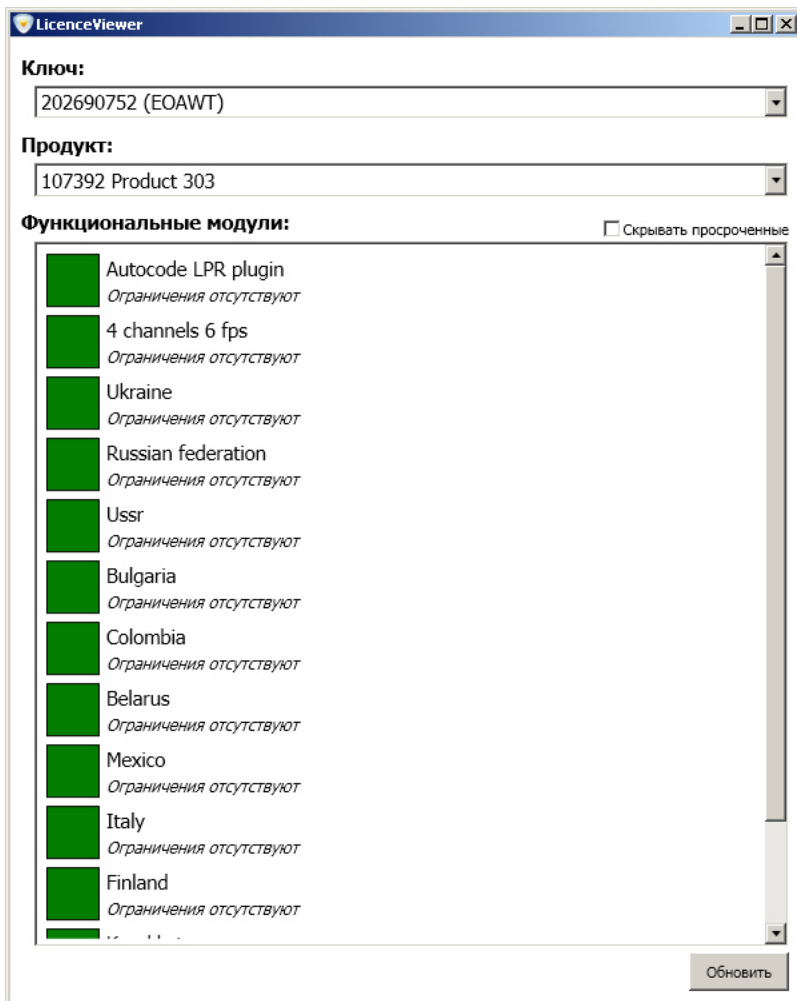 LicenceViewer
Ключ:
202690752 (EOAWT)
Продукт:
107392 Product 303
Функциональные модули:
Скрывать просроченные
Autocode LPR plugin
Ограничения отсутствуют
4 channels 6 fps
Ограничения отсутствуют
Ukraine
Ограничения отсутствуют
Russian federation
Ограничения отсутствуют
Ussr
Ограничения отсутствуют
Bulgaria
Ограничения отсутствуют
Colombia
Ограничения отсутствуют
Belarus
Ограничения отсутствуют
Mexico
Ограничения отсутствуют
Italy
Ограничения отсутствуют
Finland
Ограничения отсутствуют
Обновить